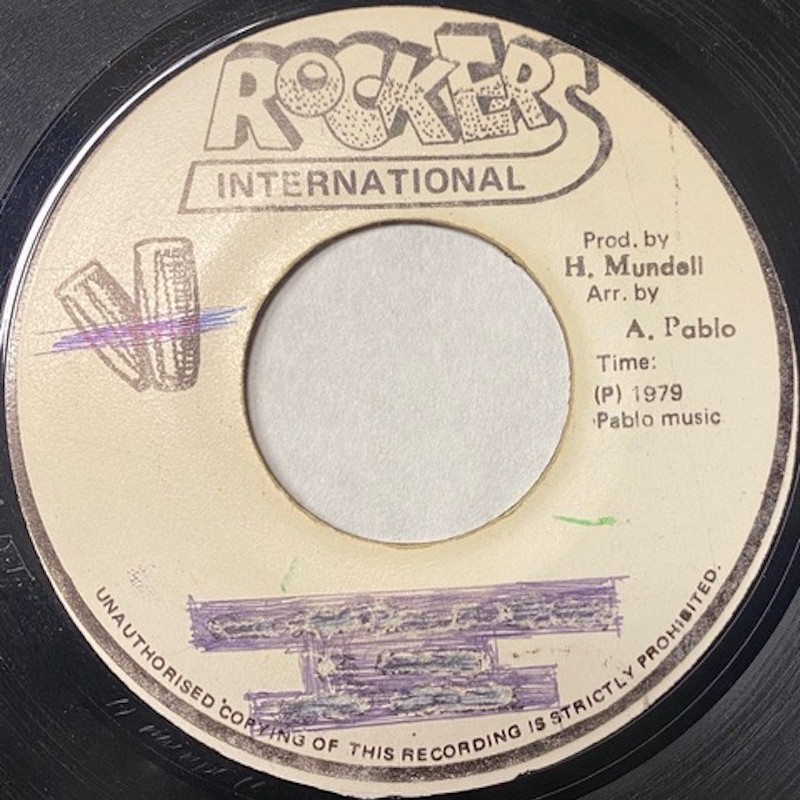 ROCKERS
INTERNATIONAL
Prod. by
H. Mundell
Arr. by
A. Pablo
Time:
(P) 1979
Pablo music
UNAUTHORISED COPYING OF THIS RECORDING IS STRICTLY PROHIBITED.